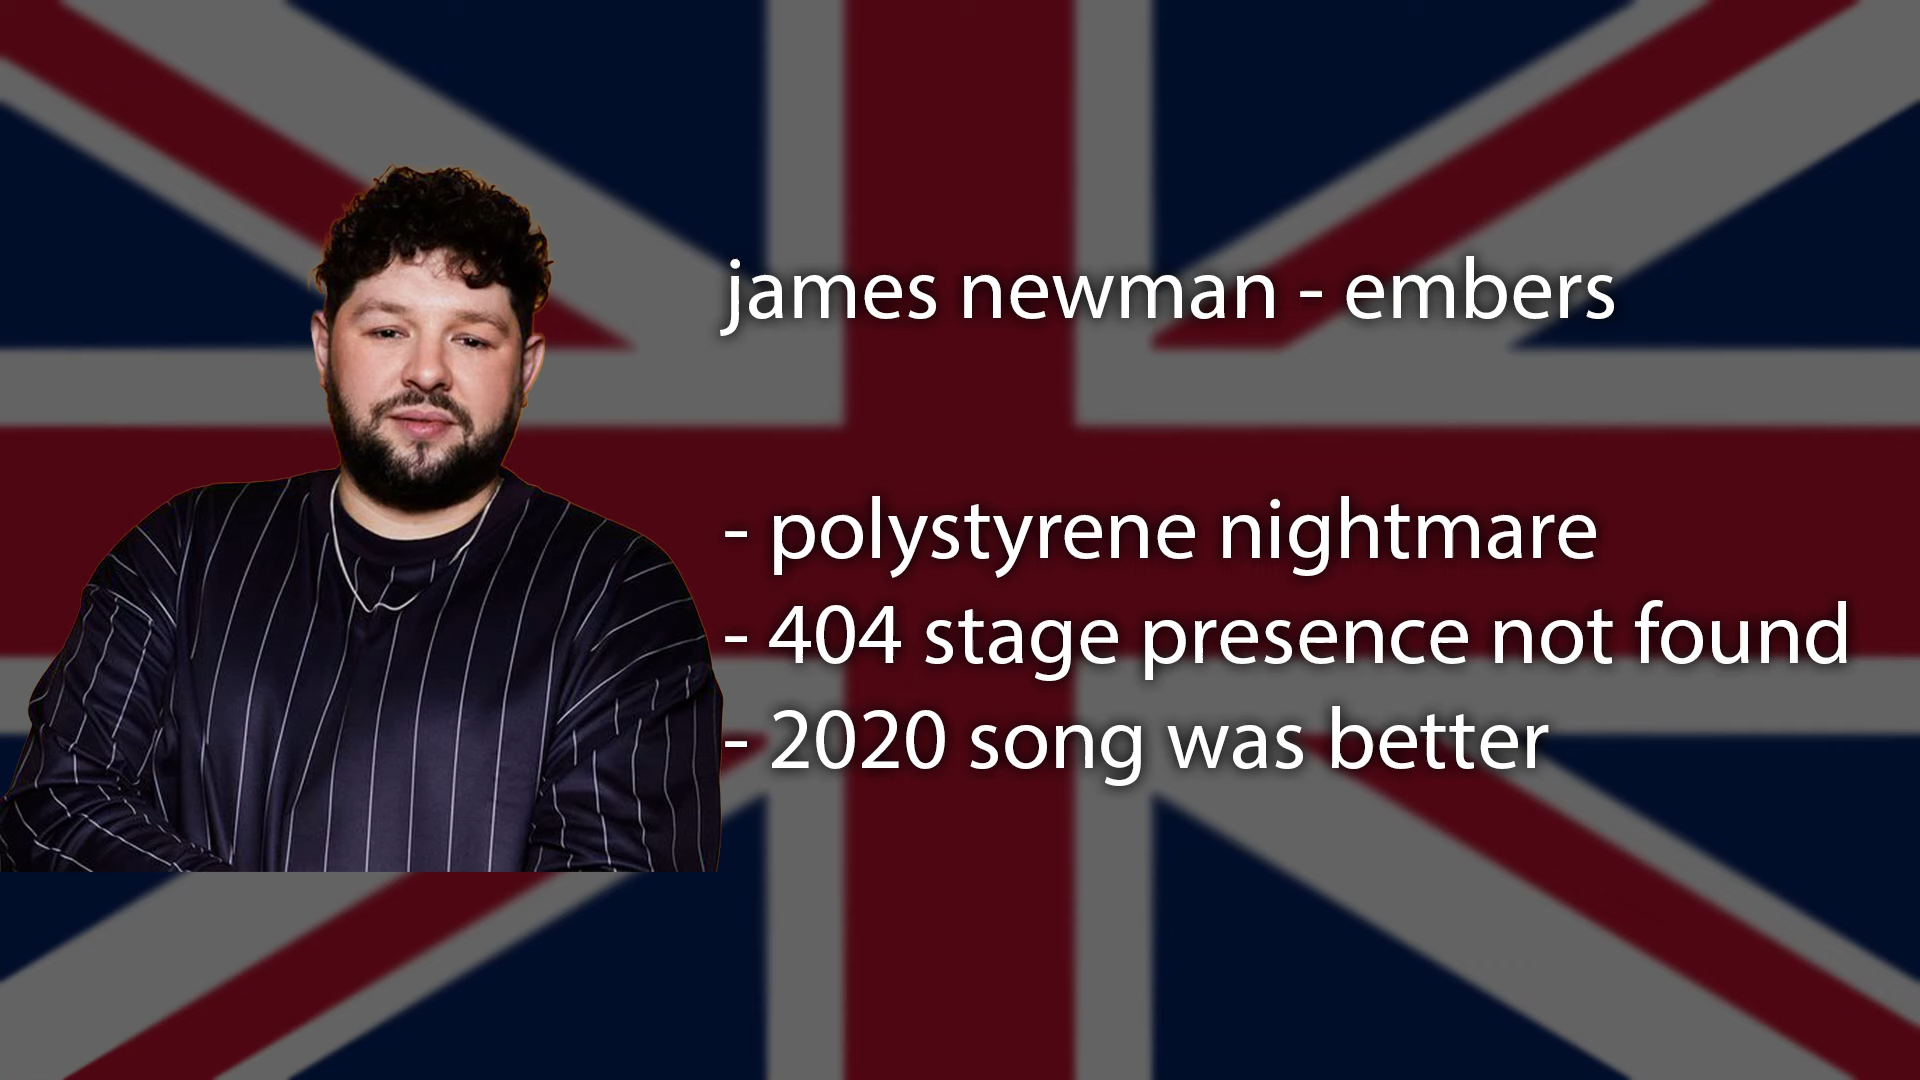 james newman - embers
- polystyrene nightmare
- 404 stage presence not found
- 2020 song was better